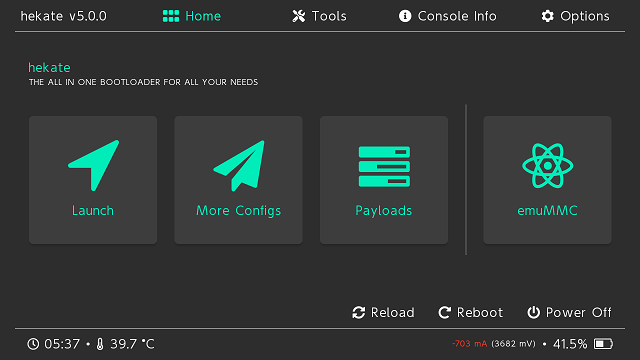 hekate v5.0.0 Home Tools Console Info Options
hekate
THE ALL IN ONE BOOTLOADER FOR ALL YOUR NEEDS
Launch More Configs Payloads emuMMC
Reload Reboot Power Off
05:37 • 39.7 °C -703 mA (3682 mV) • 41.5%